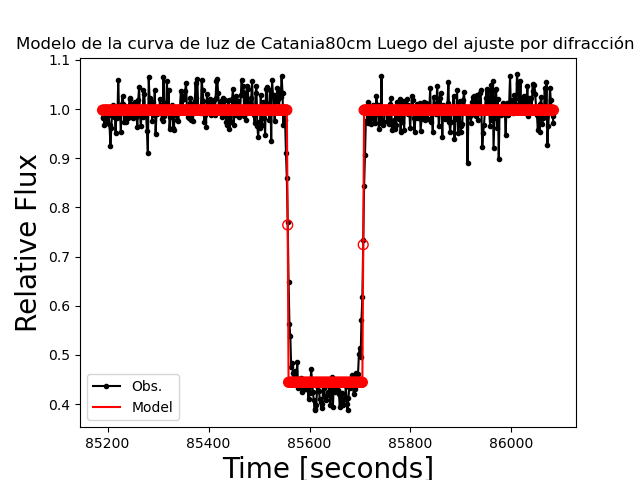 Modelo de la curva de luz de Catania80cm Luego del ajuste por difracción
1.1
1.0
0.9
0.8
0.7
0.6
0.5
0.4
Relative Flux
Obs.
Model
85200
85400
85600
85800
86000
Time [seconds]